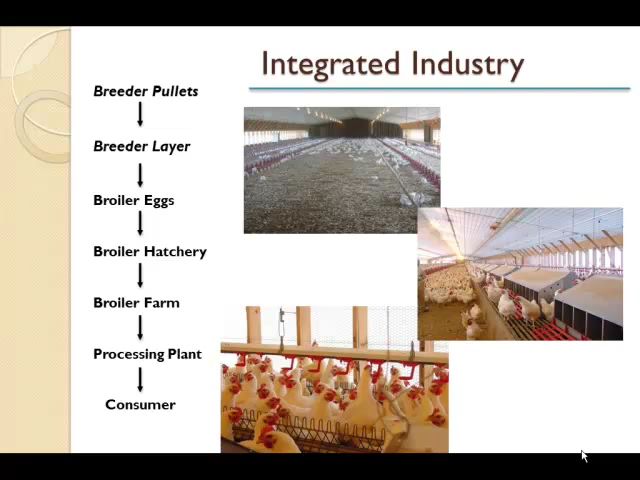 Integrated Industry
Breeder Pullets
Breeder Layer
Broiler Eggs
Broiler Hatchery
Broiler Farm
Processing Plant
Consumer